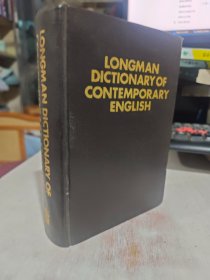 LONGMAN
DICTIONARY OF
CONTEMPORARY
ENGLISH
LONGMAN DICTIONARY OF